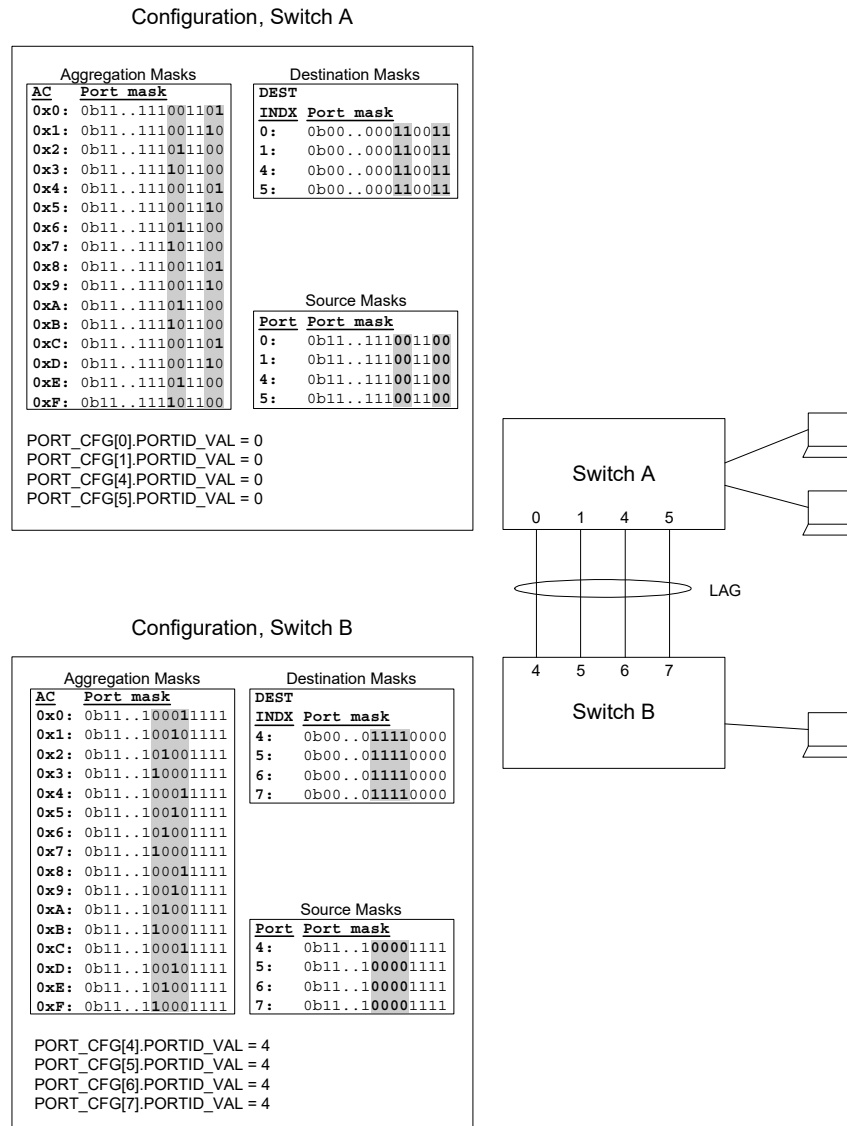 Configuration, Switch A
Aggregation Masks
AC Port mask
0x0: 0b11..111001101
0x1: 0b11..111001110
0x2: 0b11..111011100
0x3: 0b11..111101100
0x4: 0b11..111001101
0x5: 0b11..111001110
0x6: 0b11..111011100
0x7: 0b11..111101100
0x8: 0b11..111001101
0x9: 0b11..111001110
0xA: 0b11..111011100
0xB: 0b11..111101100
0xC: 0b11..111001101
0xD: 0b11..111001110
0xE: 0b11..111011100
0xF: 0b11..111101100
Destination Masks
DEST
INDX Port mask
0: 0b00..000110011
1: 0b00..000110011
4: 0b00..000110011
5: 0b00..000110011
Source Masks
Port Port mask
0: 0b11..111001100
1: 0b11..111001100
4: 0b11..111001100
5: 0b11..111001100
PORT_CFG[0].PORTID_VAL = 0
PORT_CFG[1].PORTID_VAL = 0
PORT_CFG[4].PORTID_VAL = 0
PORT_CFG[5].PORTID_VAL = 0
Switch A
0 1 4 5
LAG
4 5 6 7
Switch B
Configuration, Switch B
Aggregation Masks
AC Port mask
0x0: 0b11..100011111
0x1: 0b11..100101111
0x2: 0b11..101001111
0x3: 0b11..110001111
0x4: 0b11..100011111
0x5: 0b11..100101111
0x6: 0b11..101001111
0x7: 0b11..110001111
0x8: 0b11..100011111
0x9: 0b11..100101111
0xA: 0b11..101001111
0xB: 0b11..110001111
0xC: 0b11..100011111
0xD: 0b11..100101111
0xE: 0b11..101001111
0xF: 0b11..110001111
Destination Masks
DEST
INDX Port mask
4: 0b00..011110000
5: 0b00..011110000
6: 0b00..011110000
7: 0b00..011110000
Source Masks
Port Port mask
4: 0b11..100001111
5: 0b11..100001111
6: 0b11..100001111
7: 0b11..100001111
PORT_CFG[4].PORTID_VAL = 4
PORT_CFG[5].PORTID_VAL = 4
PORT_CFG[6].PORTID_VAL = 4
PORT_CFG[7].PORTID_VAL = 4